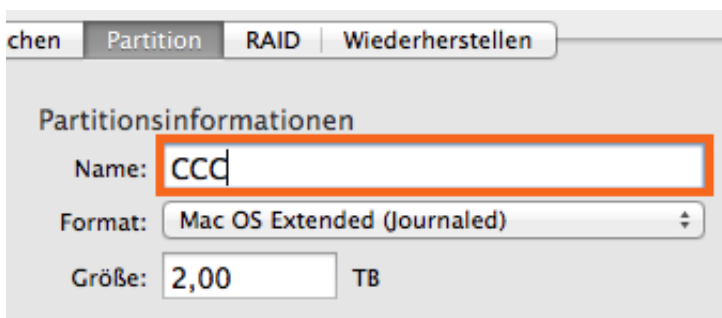 chen Partition RAID Wiederherstellen
Partitionsinformationen
Name: CCC
Format: Mac OS Extended (Journaled)
Größe: 2,00 TB